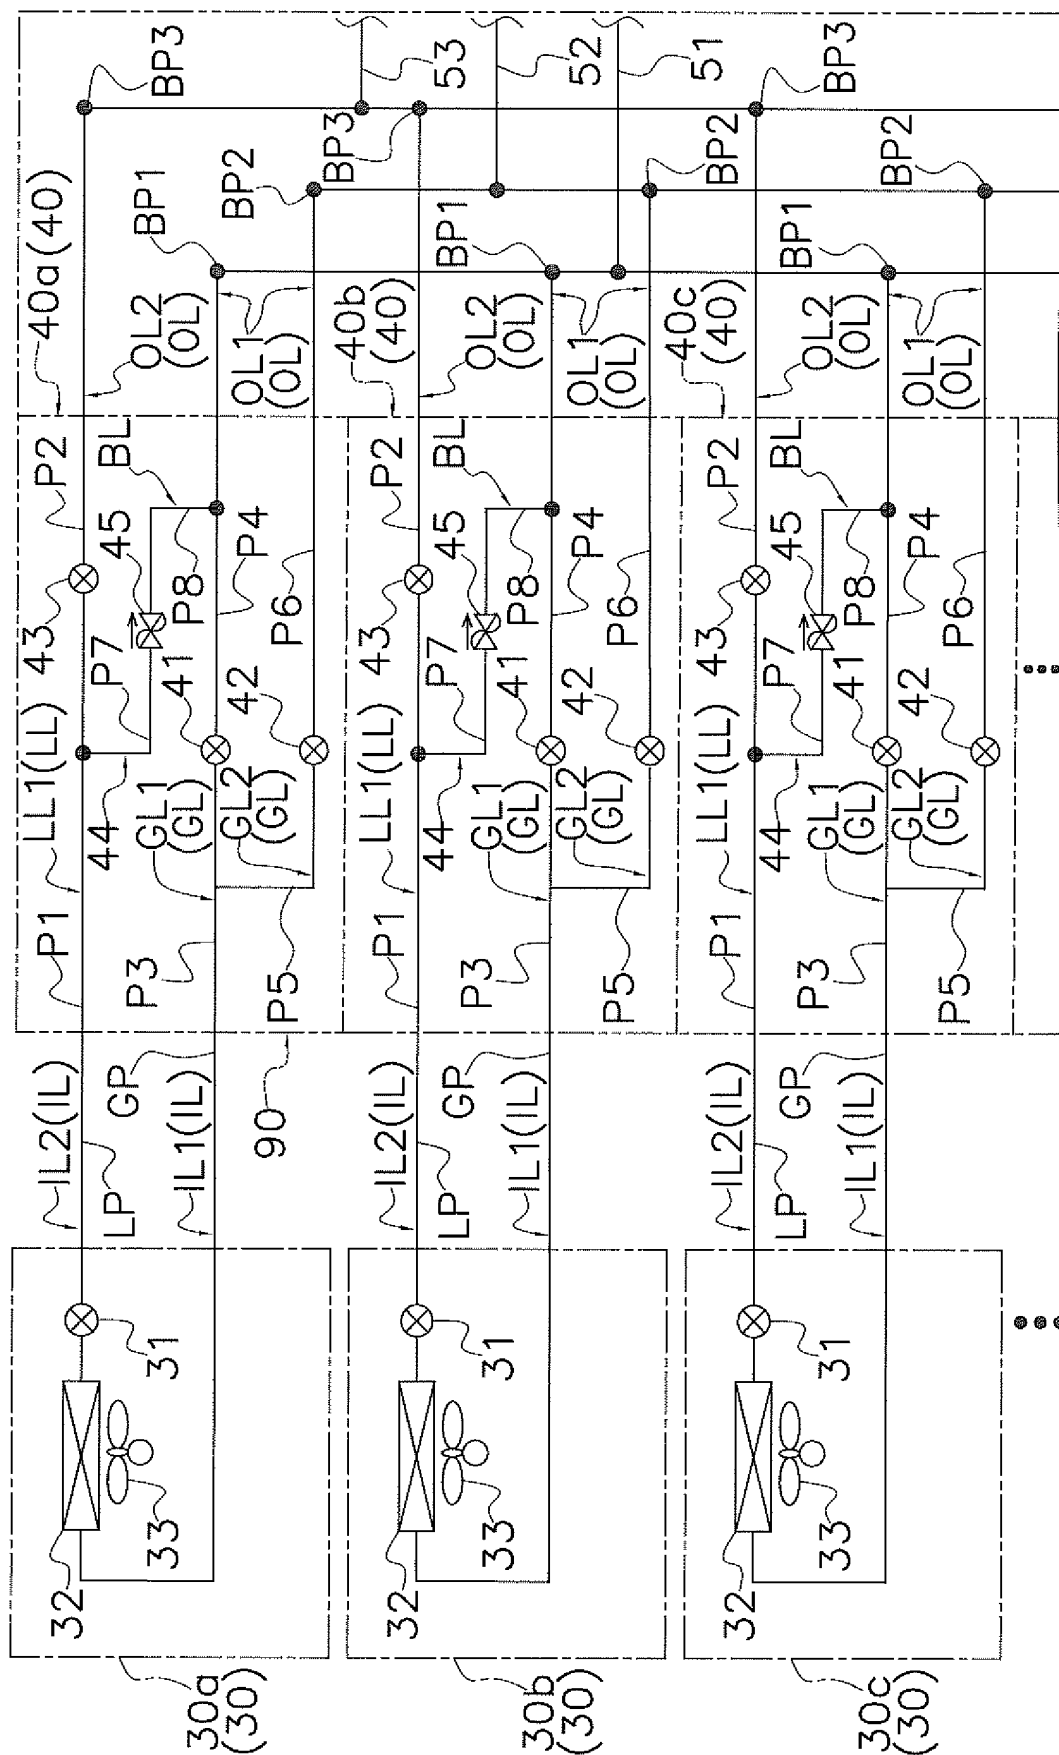 30a
(30)
32
33
31
IL2(IL)
LP
GP
IL1(IL)
90
P1
LL1(LL)
43
P2
40a(40)
BP3
44
P7
45
BL
OL2
(OL)
BP1
P3
GL1
(GL)
41
P8
P4
OL1
(OL)
P5
GL2
(GL)
42
P6
BP2
53
52
51
30b
(30)
32
33
31
IL2(IL)
LP
GP
IL1(IL)
P1
LL1(LL)
43
P2
40b
(40)
BP3
44
P7
45
BL
OL2
(OL)
BP1
P3
GL1
(GL)
41
P8
P4
OL1
(OL)
P5
GL2
(GL)
42
P6
BP2
30c
(30)
32
33
31
IL2(IL)
LP
GP
IL1(IL)
P1
LL1(LL)
43
P2
40c
(40)
BP3
44
P7
45
BL
OL2
(OL)
BP1
P3
GL1
(GL)
41
P8
P4
OL1
(OL)
P5
GL2
(GL)
42
P6
BP2